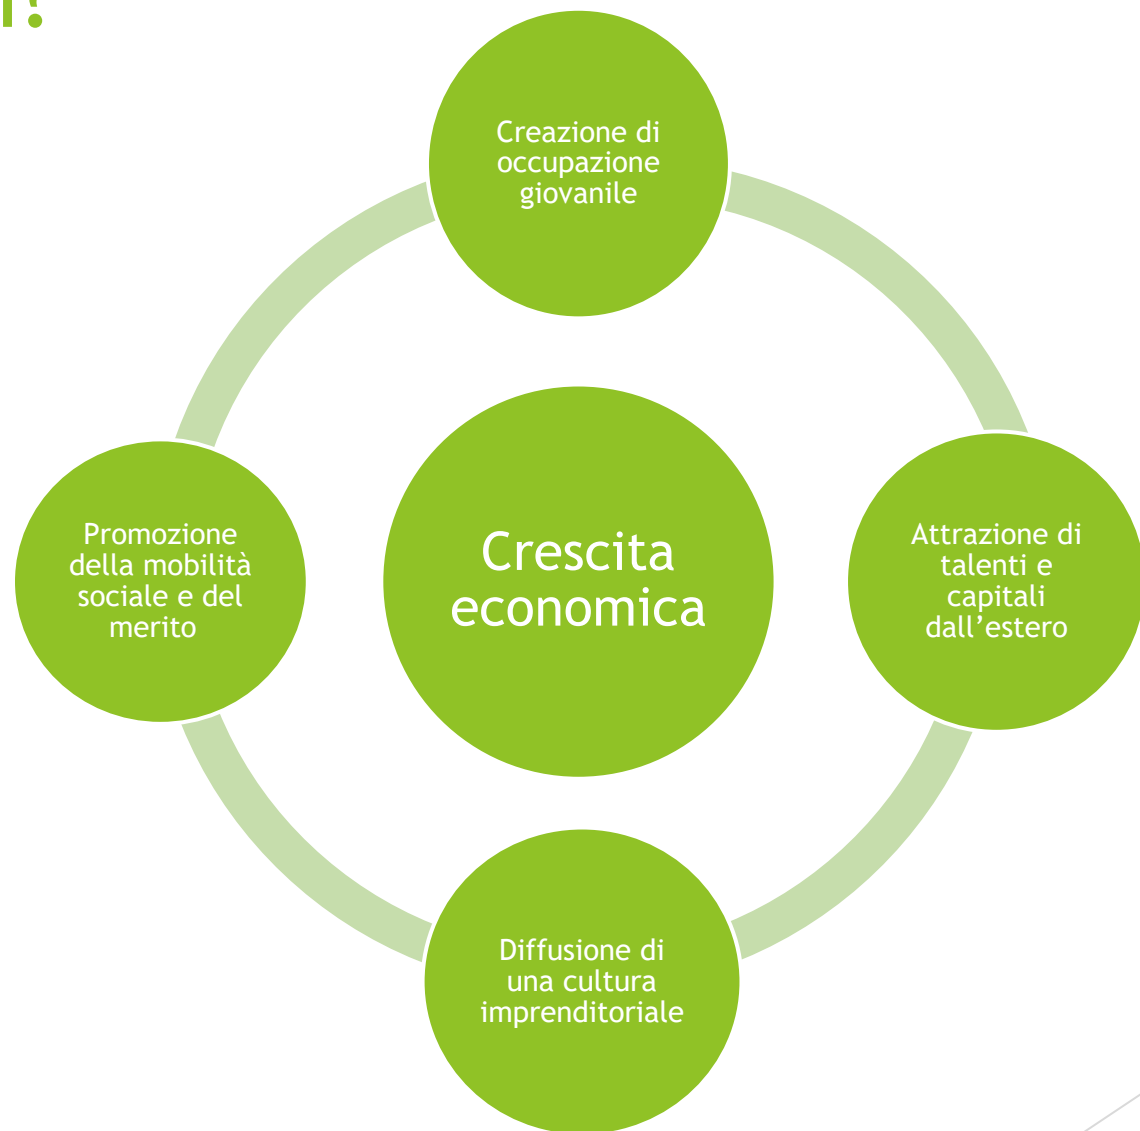 Creazione di
occupazione
giovanile
Promozione
della mobilità
sociale e del
merito
Crescita
economica
Attrazione di
talenti e
capitali
dall’estero
Diffusione di
una cultura
imprenditoriale